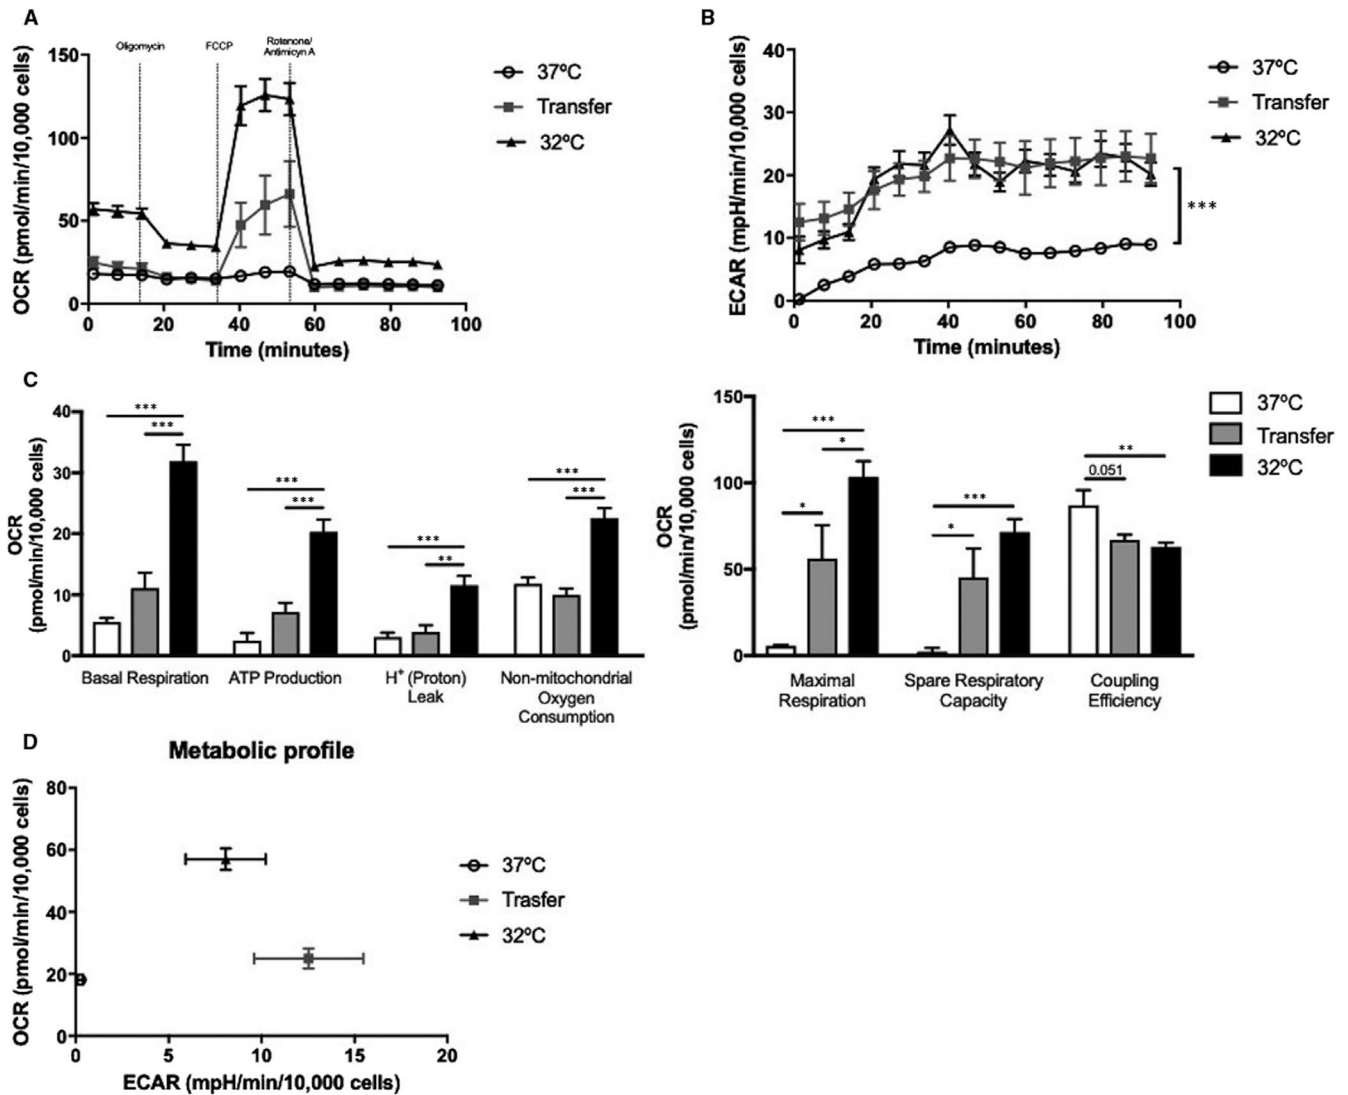 A
Oligomycin
FCCP
Rotenone/
Antimicyn A
OCR (pmol/min/10,000 cells)
150
100
50
0
0 20 40 60 80 100
Time (minutes)
37ºC
Transfer
32ºC
B
ECAR (mpH/min/10,000 cells)
40
30
20
10
0
0 20 40 60 80 100
Time (minutes)
37ºC
Transfer
32ºC
***
C
OCR
(pmol/min/10,000 cells)
40
30
20
10
0
*** *** *** ***
*** *** ** ***
Basal Respiration ATP Production H⁺ (Proton) Non-mitochondrial
Leak Oxygen
Consumption
OCR
(pmol/min/10,000 cells)
150
100
50
0
*** * *
*** *
** 0.051
Maximal Spare Respiratory Coupling
Respiration Capacity Efficiency
37ºC
Transfer
32ºC
D
Metabolic profile
OCR (pmol/min/10,000 cells)
80
60
40
20
0
0 5 10 15 20
ECAR (mpH/min/10,000 cells)
37ºC
Trasfer
32ºC